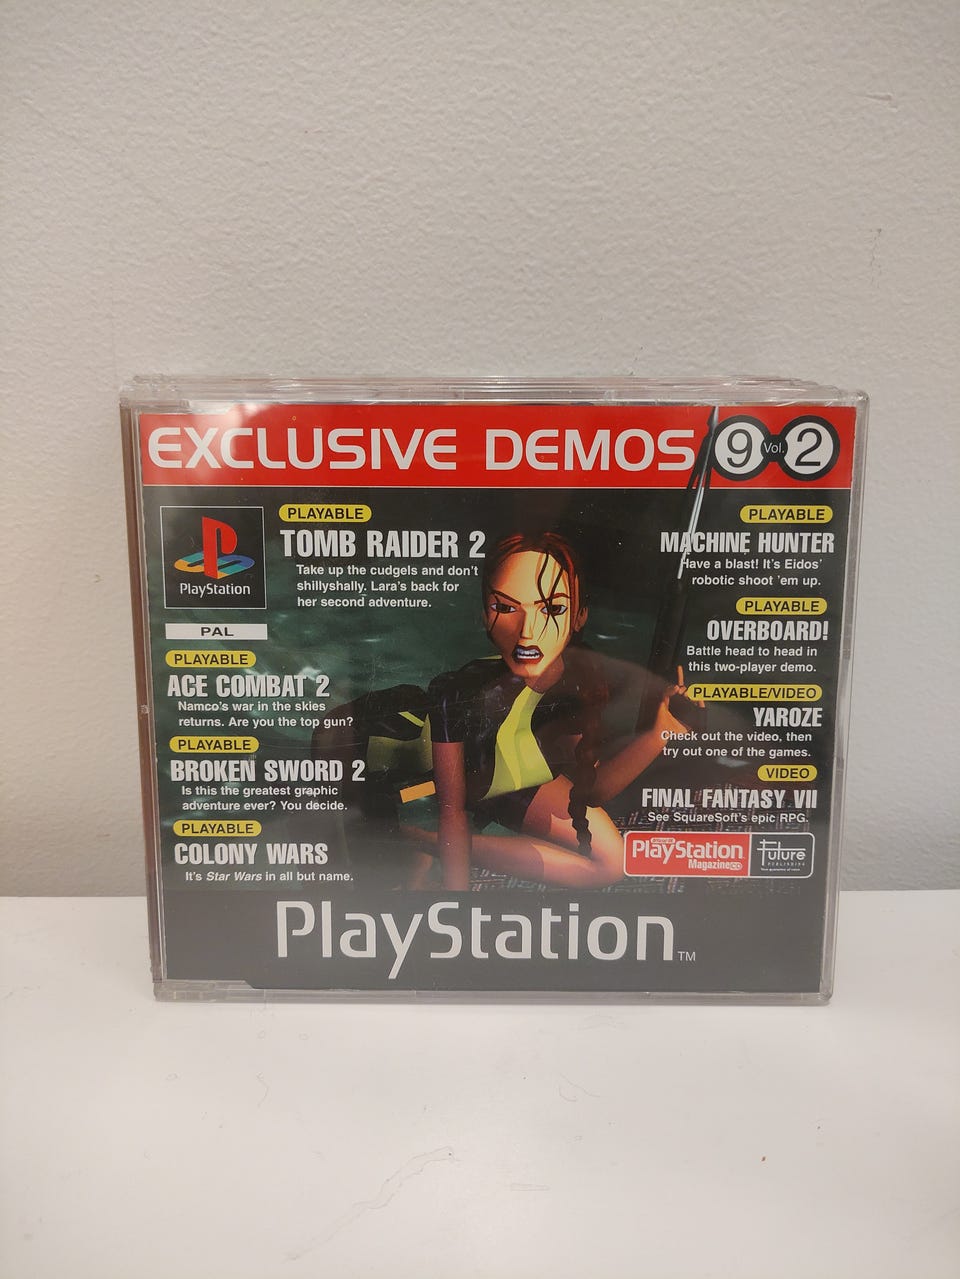 EXCLUSIVE DEMOS 9 Vol. 2
PlayStation
PAL
PLAYABLE
TOMB RAIDER 2
Take up the cudgels and don't
shillyshally. Lara's back for
her second adventure.
PLAYABLE
ACE COMBAT 2
Namco's war in the skies
returns. Are you the top gun?
PLAYABLE
BROKEN SWORD 2
Is this the greatest graphic
adventure ever? You decide.
PLAYABLE
COLONY WARS
It's Star Wars in all but name.
PLAYABLE
MACHINE HUNTER
Have a blast! It's Eidos'
robotic shoot 'em up.
PLAYABLE
OVERBOARD!
Battle head to head in
this two-player demo.
PLAYABLE/VIDEO
YAROZE
Check out the video, then
try out one of the games.
VIDEO
FINAL FANTASY VII
See SquareSoft's epic RPG.
PlayStation
Magazine
Future
PUBLISHING
PlayStation TM